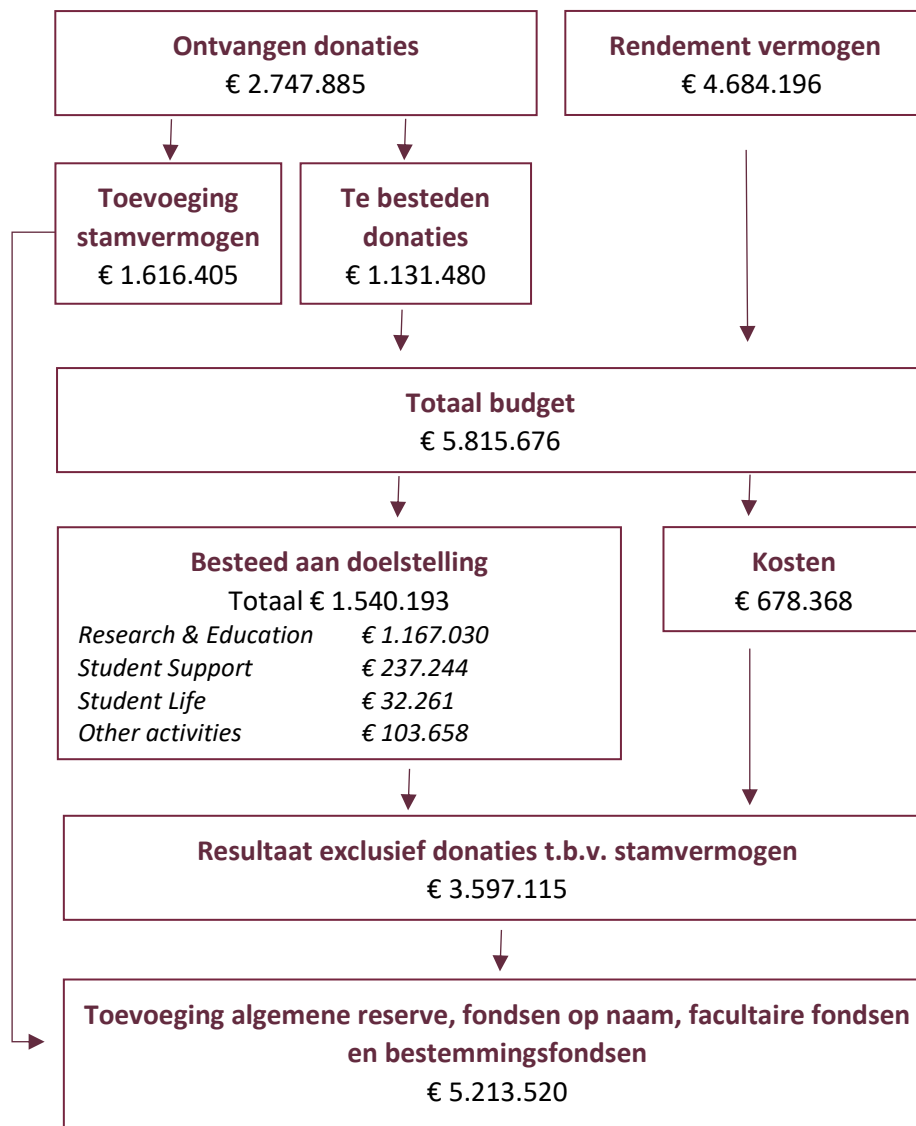 Ontvangen donaties
€ 2.747.885
Rendement vermogen
€ 4.684.196
Toevoeging
stamvermogen
€ 1.616.405
Te besteden
donaties
€ 1.131.480
Totaal budget
€ 5.815.676
Besteed aan doelstelling
Totaal € 1.540.193
Research & Education € 1.167.030
Student Support € 237.244
Student Life € 32.261
Other activities € 103.658
Kosten
€ 678.368
Resultaat exclusief donaties t.b.v. stamvermogen
€ 3.597.115
Toevoeging algemene reserve, fondsen op naam, facultaire fondsen
en bestemmingsfondsen
€ 5.213.520